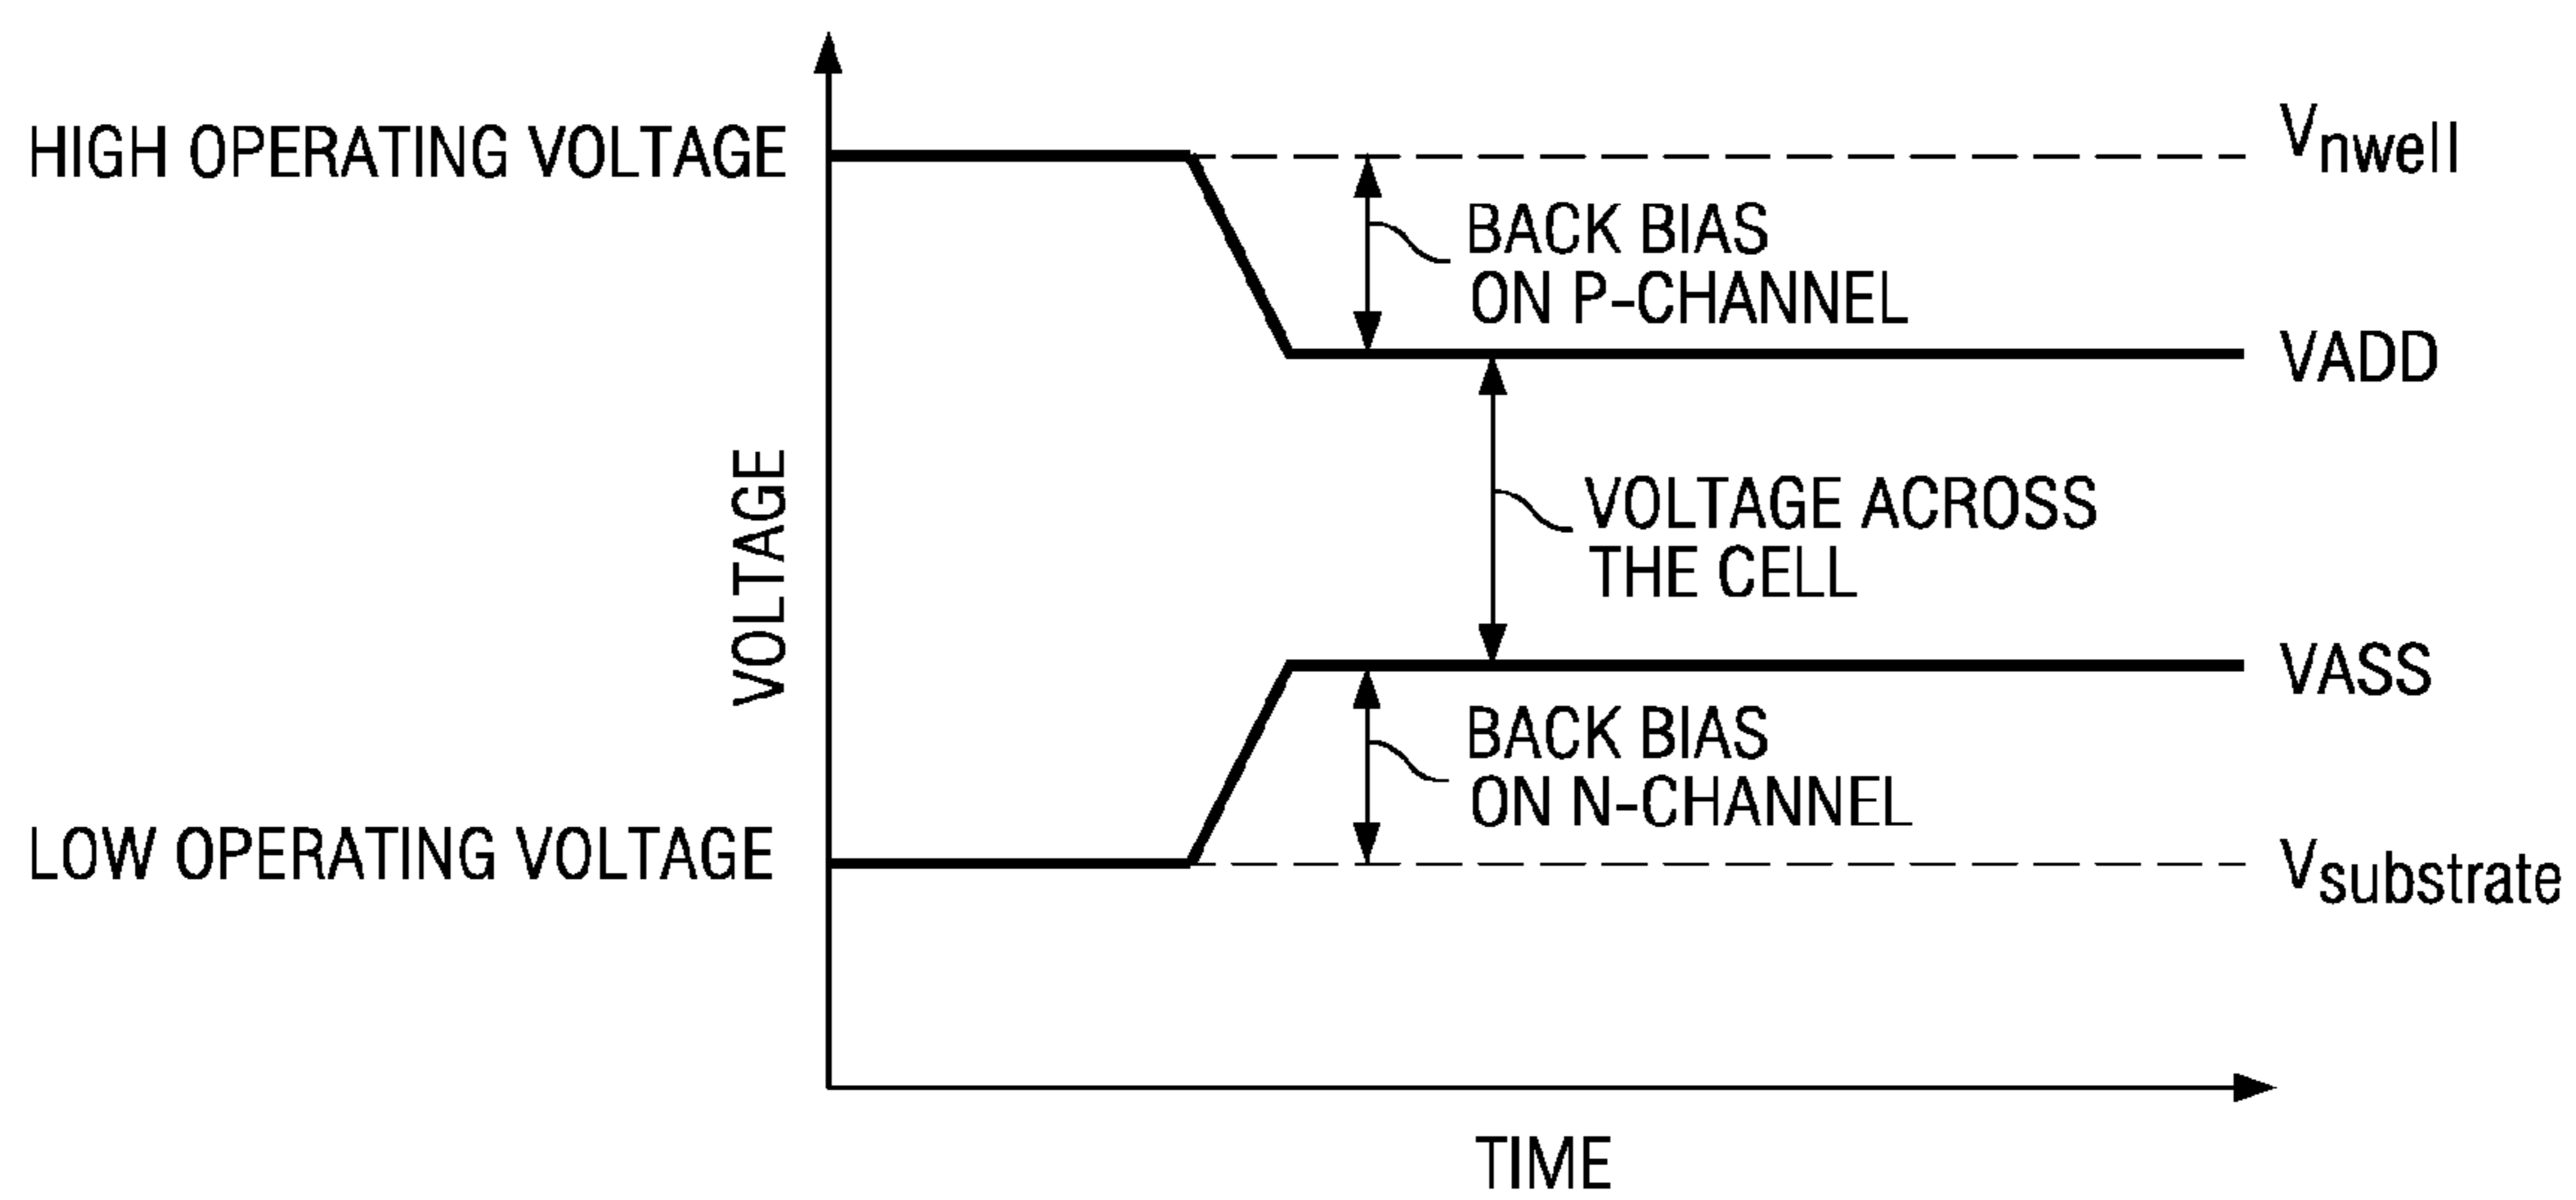 HIGH OPERATING VOLTAGE
Vnwell
BACK BIAS
ON P-CHANNEL
VADD
VOLTAGE
VOLTAGE ACROSS
THE CELL
VASS
BACK BIAS
ON N-CHANNEL
LOW OPERATING VOLTAGE
Vsubstrate
TIME